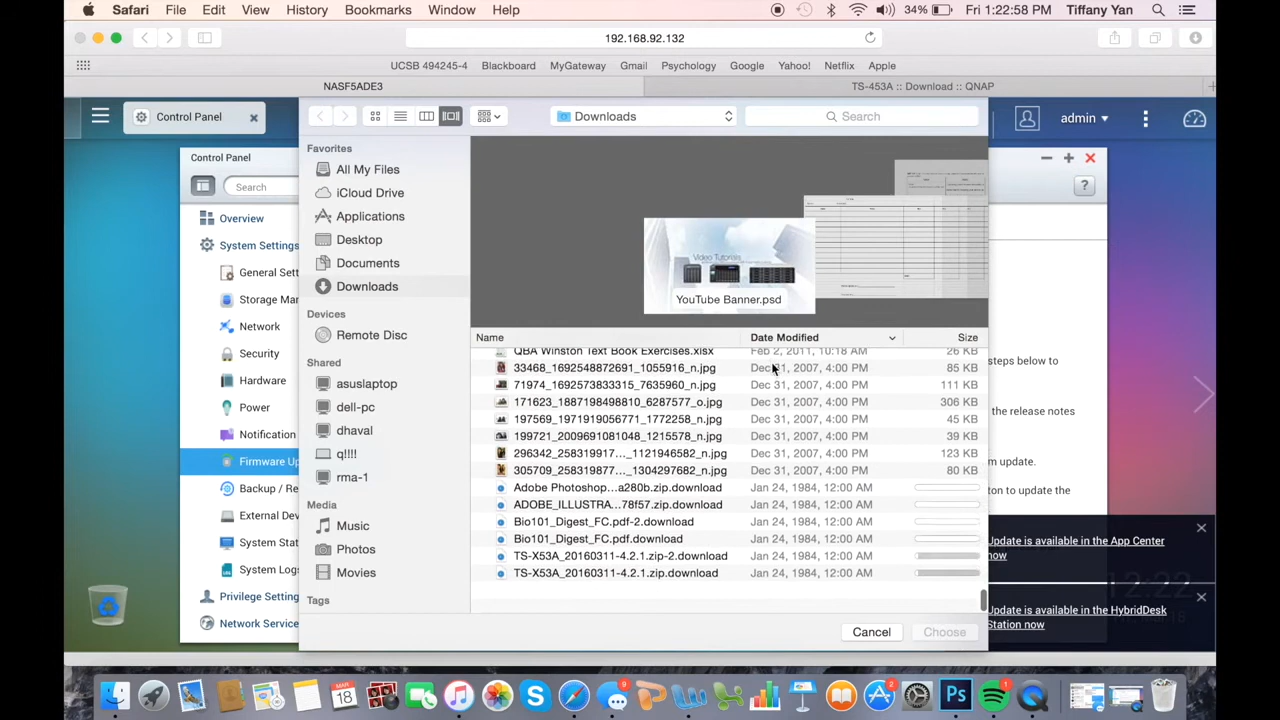 Safari File Edit View History Bookmarks Window Help 34% Fri 1:22:58 PM Tiffany Yan
192.168.92.132
UCSB 494245-4 Blackboard MyGateway Gmail Psychology Google Yahoo! Netflix Apple
NASF5ADE3 TS-453A :: Download :: QNAP
Control Panel Downloads Search admin
Control Panel
Search
Favorites
All My Files
iCloud Drive
Applications
Desktop
Documents
Downloads
Devices
Remote Disc
Shared
asuslaptop
dell-pc
dhaval
q!!!!
rma-1
Media
Music
Photos
Movies
Tags
Overview
System Settings
General Sett
Storage Man
Network
Security
Hardware
Power
Notification
Firmware Up
Backup / Re
External Dev
System Stat
System Logs
Privilege Setting
Network Service
Video Tutorials
YouTube Banner.psd
Name Date Modified Size
QBA Winston Text Book Exercises.xlsx Feb 2, 2011, 10:18 AM 26 KB
33468_1692548872691_1055916_n.jpg Dec 31, 2007, 4:00 PM 85 KB
71974_1692573833315_7635960_n.jpg Dec 31, 2007, 4:00 PM 111 KB
171623_1887198498810_6287577_o.jpg Dec 31, 2007, 4:00 PM 306 KB
197569_1971919056771_1772258_n.jpg Dec 31, 2007, 4:00 PM 45 KB
199721_2009691081048_1215578_n.jpg Dec 31, 2007, 4:00 PM 39 KB
296342_258319917..._1121946582_n.jpg Dec 31, 2007, 4:00 PM 123 KB
305709_258319877..._1304297682_n.jpg Dec 31, 2007, 4:00 PM 80 KB
Adobe Photoshop...a280b.zip.download Jan 24, 1984, 12:00 AM
ADOBE_ILLUSTRA...78f57.zip.download Jan 24, 1984, 12:00 AM
Bio101_Digest_FC.pdf-2.download Jan 24, 1984, 12:00 AM
Bio101_Digest_FC.pdf.download Jan 24, 1984, 12:00 AM
TS-X53A_20160311-4.2.1.zip-2.download Jan 24, 1984, 12:00 AM
TS-X53A_20160311-4.2.1.zip.download Jan 24, 1984, 12:00 AM
Cancel Choose
?
steps below to
the release notes
m update.
ton to update the
Update is available in the App Center
now
12:22
Update is available in the HybridDesk
Station now
MAR
18
9
2
Ps
1